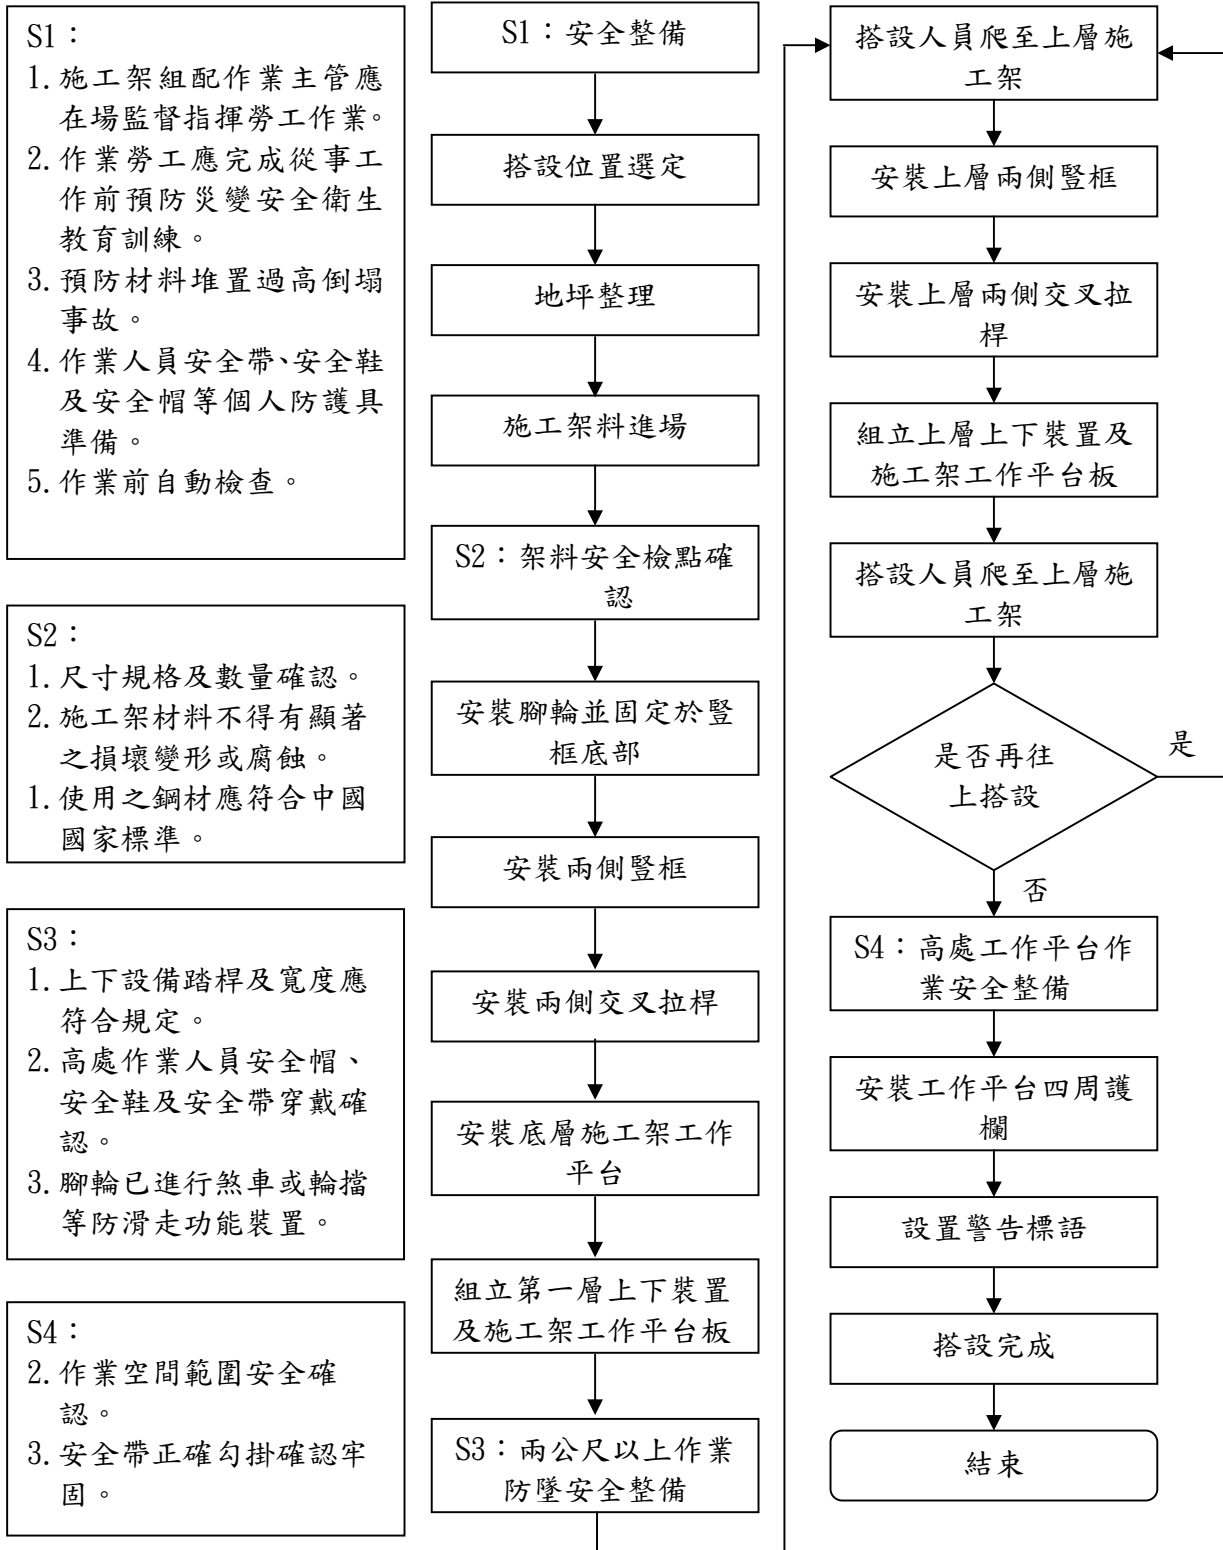 S1：
1.施工架組配作業主管應
在場監督指揮勞工作業。
2.作業勞工應完成從事工
作前預防災變安全衛生
教育訓練。
3.預防材料堆置過高倒塌
事故。
4.作業人員安全帶、安全鞋
及安全帽等個人防護具
準備。
5.作業前自動檢查。
S2：
1.尺寸規格及數量確認。
2.施工架材料不得有顯著
之損壞變形或腐蝕。
1.使用之鋼材應符合中國
國家標準。
S3：
1.上下設備踏桿及寬度應
符合規定。
2.高處作業人員安全帽、
安全鞋及安全帶穿戴確
認。
3.腳輪已進行煞車或輪擋
等防滑走功能裝置。
S4：
2.作業空間範圍安全確
認。
3.安全帶正確勾掛確認牢
固。
S1：安全整備
搭設位置選定
地坪整理
施工架料進場
S2：架料安全檢點確
認
安裝腳輪並固定於豎
框底部
安裝兩側豎框
安裝兩側交叉拉桿
安裝底層施工架工作
平台
組立第一層上下裝置
及施工架工作平台板
S3：兩公尺以上作業
防墜安全整備
搭設人員爬至上層施
工架
安裝上層兩側豎框
安裝上層兩側交叉拉
桿
組立上層上下裝置及
施工架工作平台板
搭設人員爬至上層施
工架
是否再往
上搭設
是
否
S4：高處工作平台作
業安全整備
安裝工作平台四周護
欄
設置警告標語
搭設完成
結束